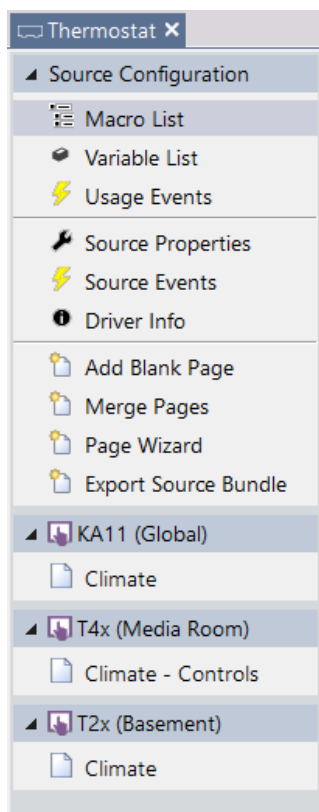 Thermostat
Source Configuration
Macro List
Variable List
Usage Events
Source Properties
Source Events
Driver Info
Add Blank Page
Merge Pages
Page Wizard
Export Source Bundle
KA11 (Global)
Climate
T4x (Media Room)
Climate - Controls
T2x (Basement)
Climate